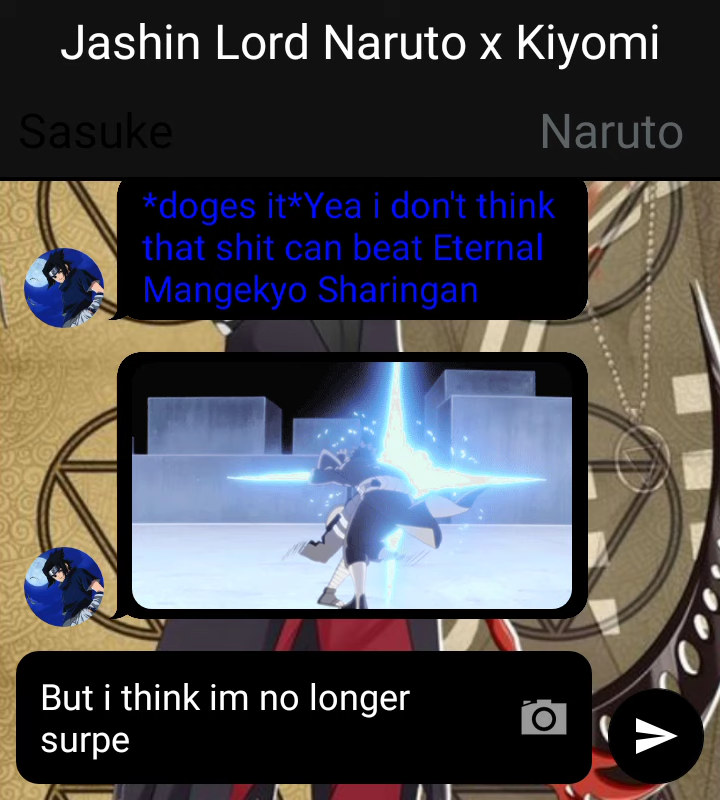 Jashin Lord Naruto x Kiyomi
Sasuke
Naruto
*doges it*Yea i don't think
that shit can beat Eternal
Mangekyo Sharingan
But i think im no longer
surpe